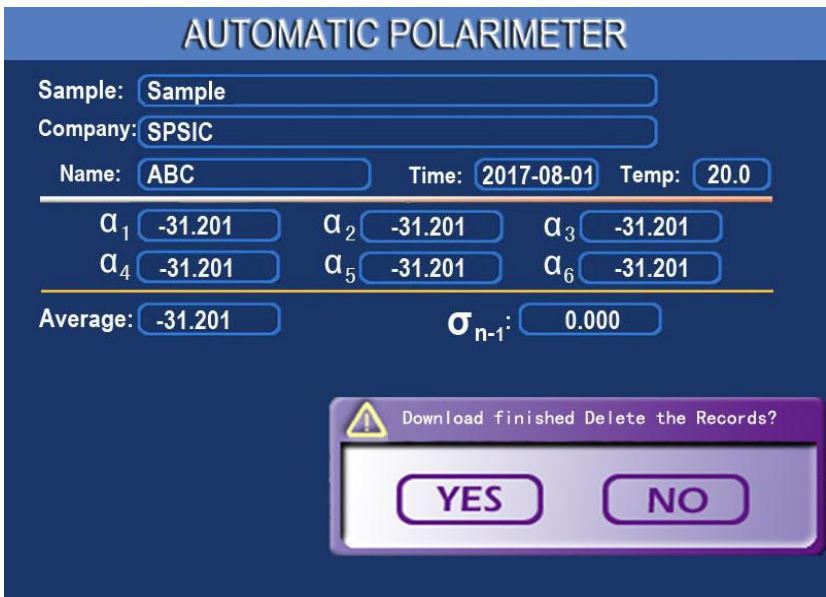 AUTOMATIC POLARIMETER
Sample: Sample
Company: SPSIC
Name: ABC Time: 2017-08-01 Temp: 20.0
α1 -31.201 α2 -31.201 α3 -31.201
α4 -31.201 α5 -31.201 α6 -31.201
Average: -31.201 σn-1: 0.000
Download finished Delete the Records?
YES NO